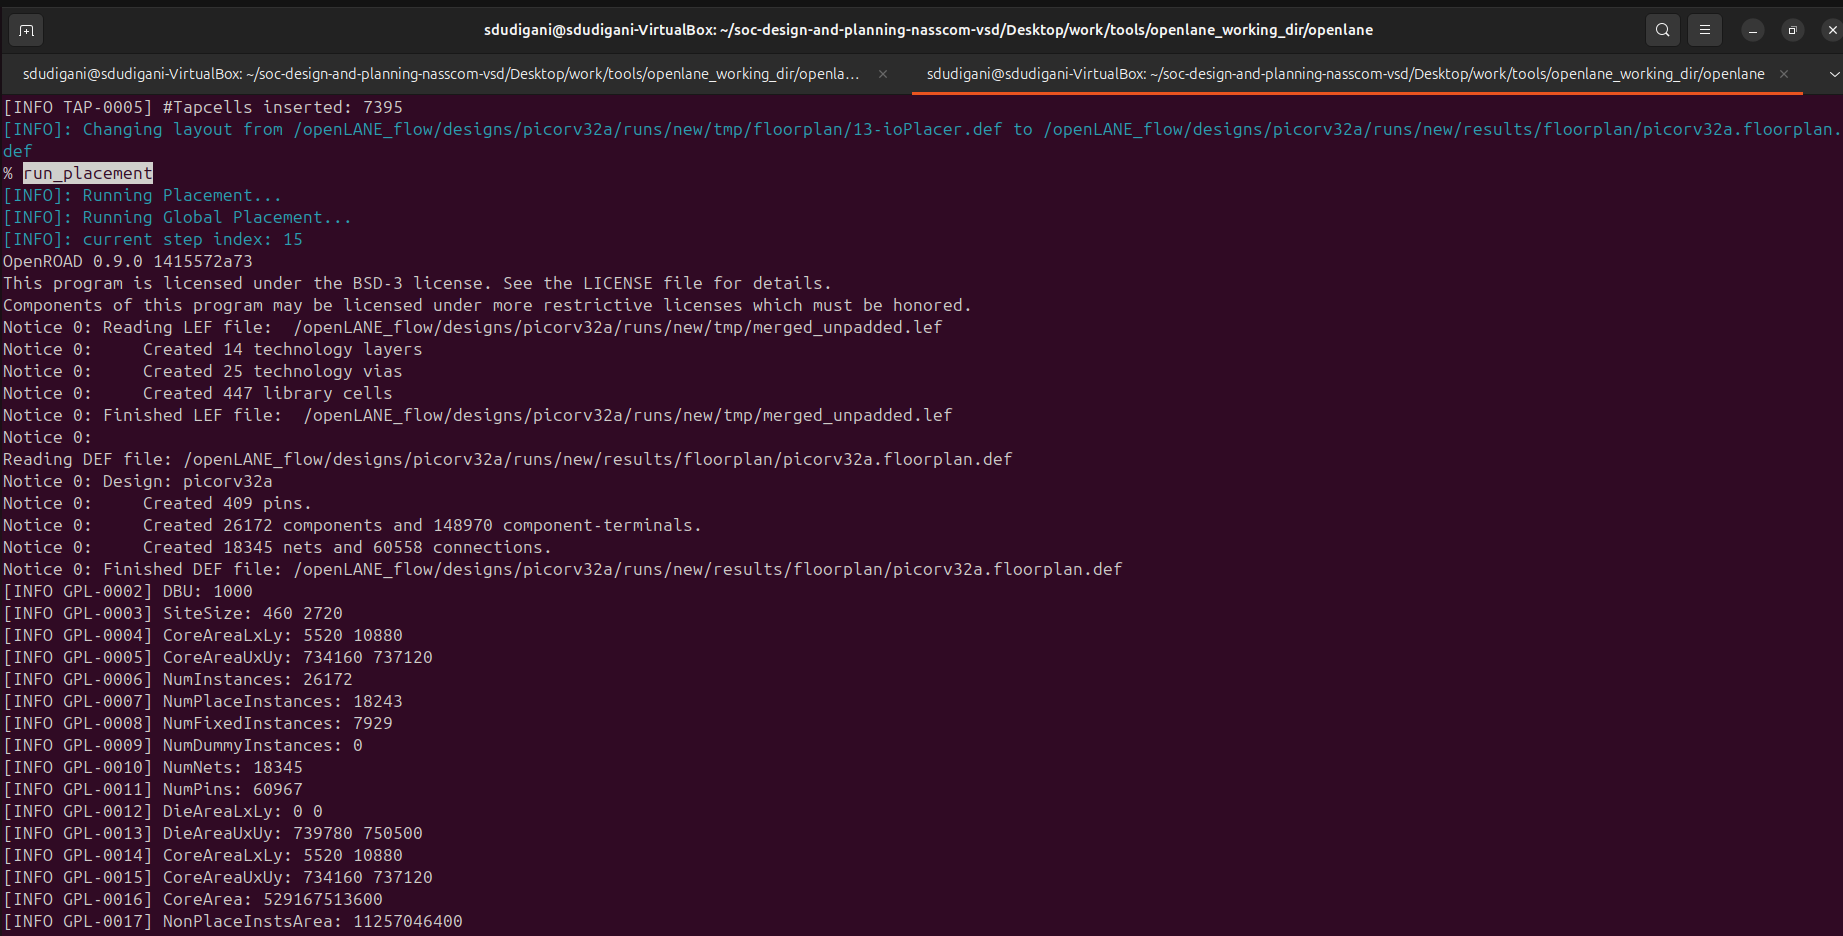 sdudigani@sdudigani-VirtualBox: ~/soc-design-and-planning-nasscom-vsd/Desktop/work/tools/openlane_working_dir/openlane
sdudigani@sdudigani-VirtualBox: ~/soc-design-and-planning-nasscom-vsd/Desktop/work/tools/openlane_working_dir/openla...
sdudigani@sdudigani-VirtualBox: ~/soc-design-and-planning-nasscom-vsd/Desktop/work/tools/openlane_working_dir/openlane
[INFO TAP-0005] #Tapcells inserted: 7395
[INFO]: Changing layout from /openLANE_flow/designs/picorv32a/runs/new/tmp/floorplan/13-ioPlacer.def to /openLANE_flow/designs/picorv32a/runs/new/results/floorplan/picorv32a.floorplan.
def
% run_placement
[INFO]: Running Placement...
[INFO]: Running Global Placement...
[INFO]: current step index: 15
OpenROAD 0.9.0 1415572a73
This program is licensed under the BSD-3 license. See the LICENSE file for details.
Components of this program may be licensed under more restrictive licenses which must be honored.
Notice 0: Reading LEF file:  /openLANE_flow/designs/picorv32a/runs/new/tmp/merged_unpadded.lef
Notice 0:     Created 14 technology layers
Notice 0:     Created 25 technology vias
Notice 0:     Created 447 library cells
Notice 0: Finished LEF file:  /openLANE_flow/designs/picorv32a/runs/new/tmp/merged_unpadded.lef
Notice 0:
Reading DEF file: /openLANE_flow/designs/picorv32a/runs/new/results/floorplan/picorv32a.floorplan.def
Notice 0: Design: picorv32a
Notice 0:     Created 409 pins.
Notice 0:     Created 26172 components and 148970 component-terminals.
Notice 0:     Created 18345 nets and 60558 connections.
Notice 0: Finished DEF file: /openLANE_flow/designs/picorv32a/runs/new/results/floorplan/picorv32a.floorplan.def
[INFO GPL-0002] DBU: 1000
[INFO GPL-0003] SiteSize: 460 2720
[INFO GPL-0004] CoreAreaLxLy: 5520 10880
[INFO GPL-0005] CoreAreaUxUy: 734160 737120
[INFO GPL-0006] NumInstances: 26172
[INFO GPL-0007] NumPlaceInstances: 18243
[INFO GPL-0008] NumFixedInstances: 7929
[INFO GPL-0009] NumDummyInstances: 0
[INFO GPL-0010] NumNets: 18345
[INFO GPL-0011] NumPins: 60967
[INFO GPL-0012] DieAreaLxLy: 0 0
[INFO GPL-0013] DieAreaUxUy: 739780 750500
[INFO GPL-0014] CoreAreaLxLy: 5520 10880
[INFO GPL-0015] CoreAreaUxUy: 734160 737120
[INFO GPL-0016] CoreArea: 529167513600
[INFO GPL-0017] NonPlaceInstsArea: 11257046400